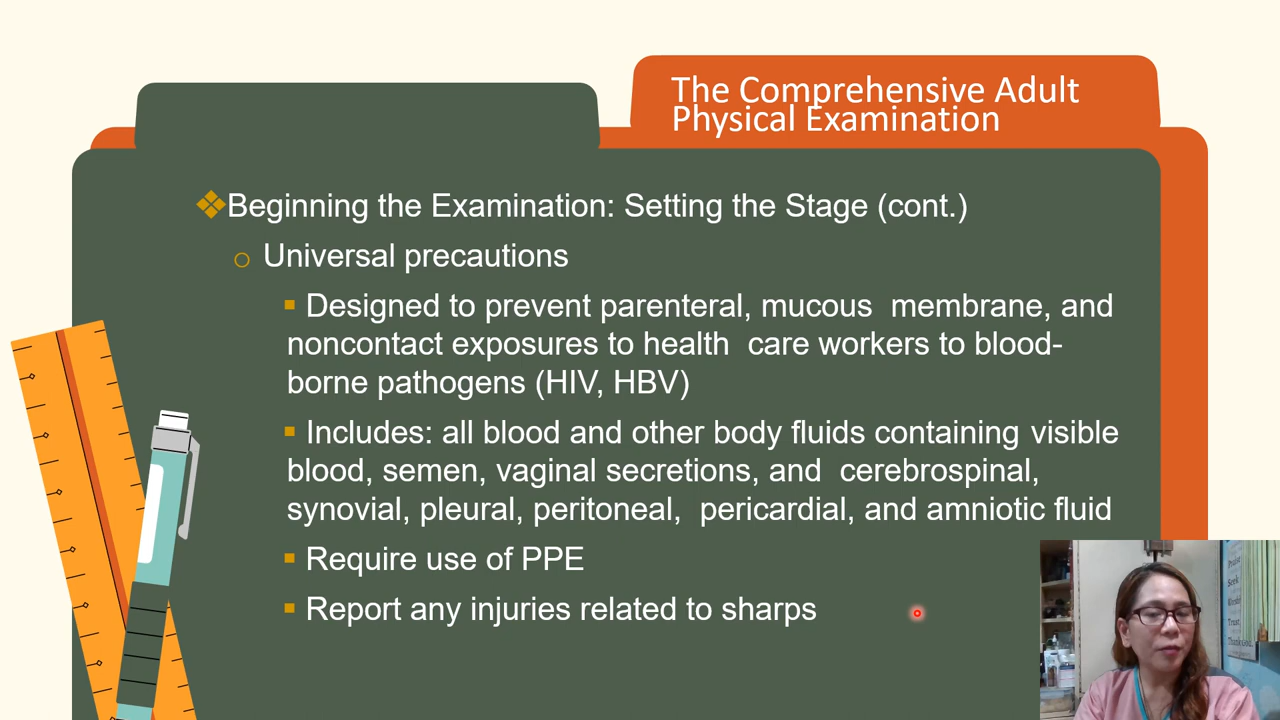 The Comprehensive Adult
Physical Examination
❖Beginning the Examination: Setting the Stage (cont.)
o Universal precautions
▪ Designed to prevent parenteral, mucous membrane, and
noncontact exposures to health care workers to blood-
borne pathogens (HIV, HBV)
▪ Includes: all blood and other body fluids containing visible
blood, semen, vaginal secretions, and cerebrospinal,
synovial, pleural, peritoneal, pericardial, and amniotic fluid
▪ Require use of PPE
▪ Report any injuries related to sharps
Seek
Trust